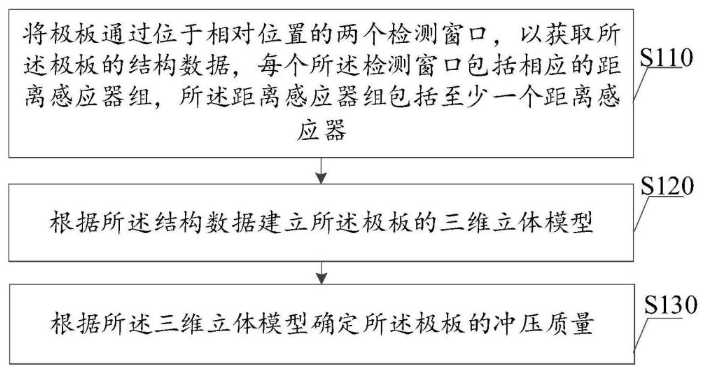 将极板通过位于相对位置的两个检测窗口，以获取所
述极板的结构数据，每个所述检测窗口包括相应的距
离感应器组，所述距离感应器组包括至少一个距离感
应器
S110
S120
根据所述结构数据建立所述极板的三维立体模型
S130
根据所述三维立体模型确定所述极板的冲压质量